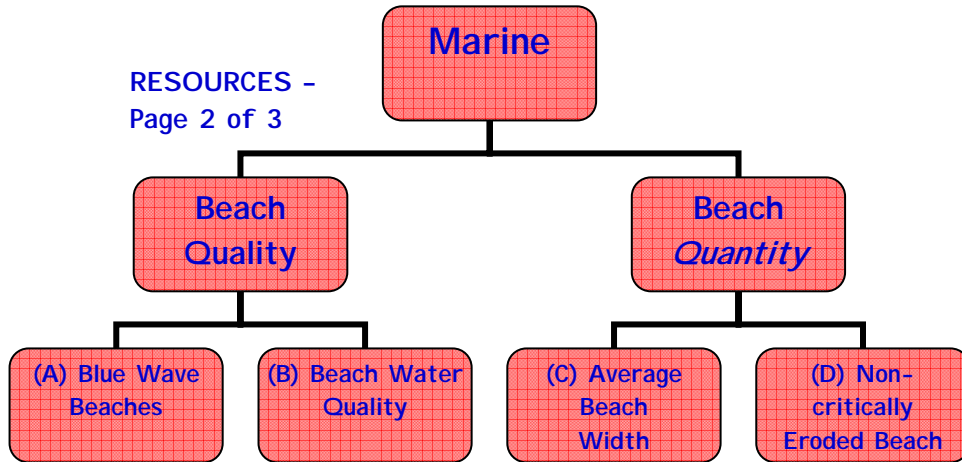 Marine
RESOURCES –
Page 2 of 3
Beach
Quality
Beach
Quantity
(A) Blue Wave
Beaches
(B) Beach Water
Quality
(C) Average
Beach
Width
(D) Non-
critically
Eroded Beach